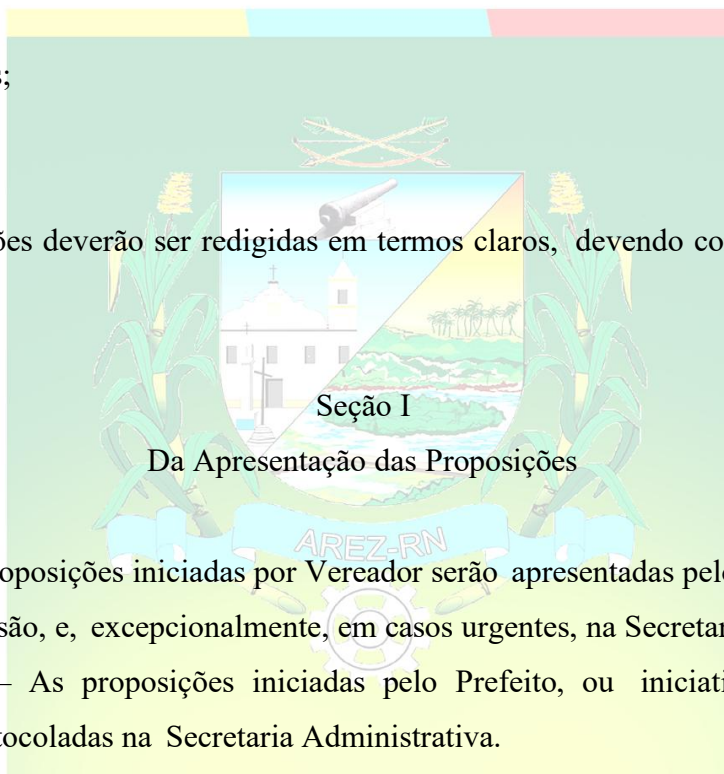 s;
ões deverão ser redigidas em termos claros, devendo co
Seção I
Da Apresentação das Proposições
AREZ-RN
oposições iniciadas por Vereador serão apresentadas pelo
são, e, excepcionalmente, em casos urgentes, na Secretar
– As proposições iniciadas pelo Prefeito, ou iniciati
tocoladas na Secretaria Administrativa.